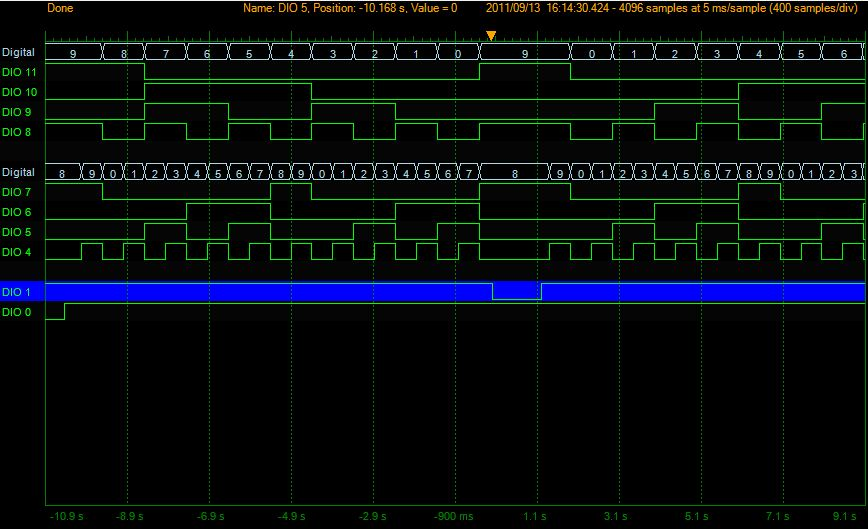 Done Name: DIO 5, Position: -10.168 s, Value = 0 2011/09/13 16:14:30.424 - 4096 samples at 5 ms/sample (400 samples/div)
Digital 9 8 7 6 5 4 3 2 1 0 9 0 1 2 3 4 5 6
DIO 11
DIO 10
DIO 9
DIO 8
Digital 8 9 0 1 2 3 4 5 6 7 8 9 0 1 2 3 4 5 6 7 8 9 0 1 2 3 4 5 6 7 8 9 0 1 2 3
DIO 7
DIO 6
DIO 5
DIO 4
DIO 1
DIO 0
-10.9 s -8.9 s -6.9 s -4.9 s -2.9 s -900 ms 1.1 s 3.1 s 5.1 s 7.1 s 9.1 s